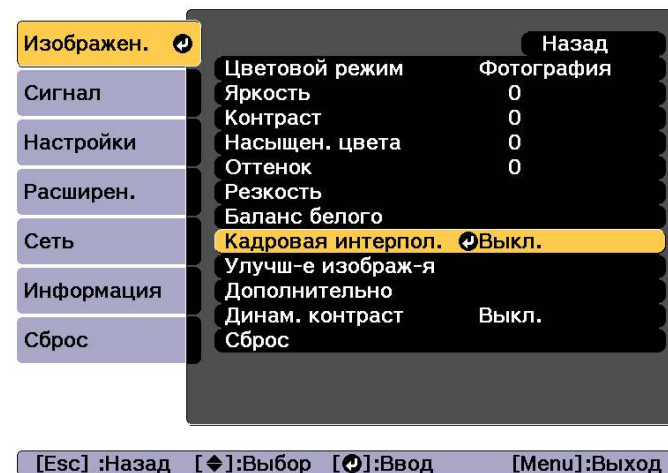 Изображен.
Сигнал
Настройки
Расширен.
Сеть
Информация
Сброс
Назад
Цветовой режим Фотография
Яркость 0
Контраст 0
Насыщен. цвета 0
Оттенок 0
Резкость
Баланс белого
Кадровая интерпол. Выкл.
Улучш-е изображ-я
Дополнительно
Динам. контраст Выкл.
Сброс
[Esc] :Назад [◆]:Выбор [↵]:Ввод [Menu]:Выход